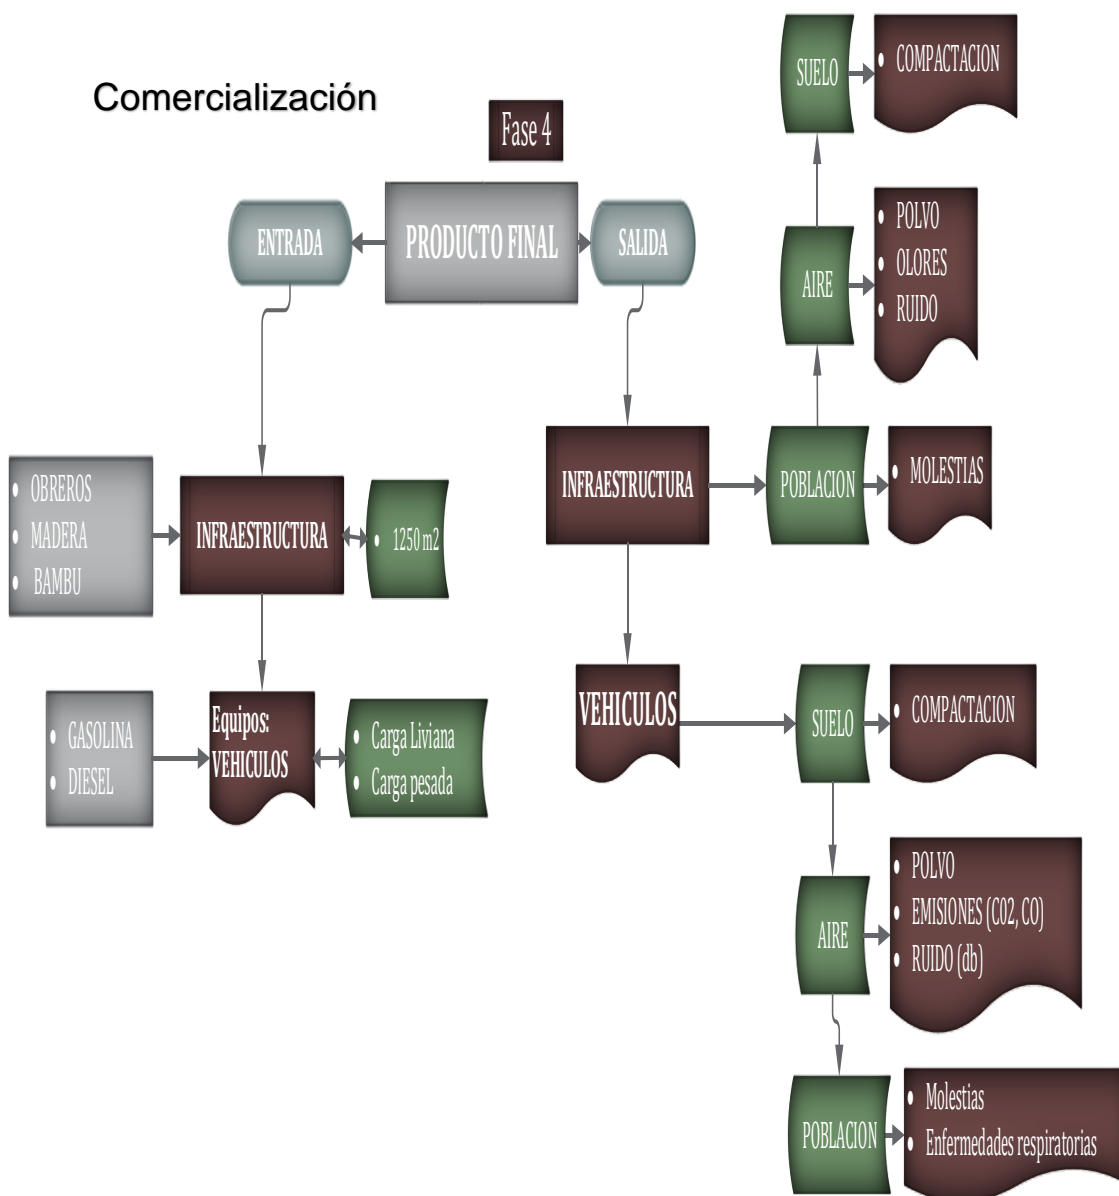 Comercialización
Fase 4
ENTRADA
PRODUCTO FINAL
SALIDA
SUELO
• COMPACTACION
AIRE
• POLVO
• OLORES
• RUIDO
• OBREROS
• MADERA
• BAMBU
INFRAESTRUCTURA
• 1250 m2
INFRAESTRUCTURA
POBLACION
• MOLESTIAS
• GASOLINA
• DIESEL
Equipos:
VEHICULOS
• Carga Liviana
• Carga pesada
VEHICULOS
SUELO
• COMPACTACION
AIRE
• POLVO
• EMISIONES (C02, CO)
• RUIDO (db)
POBLACION
• Molestias
• Enfermedades respiratorias